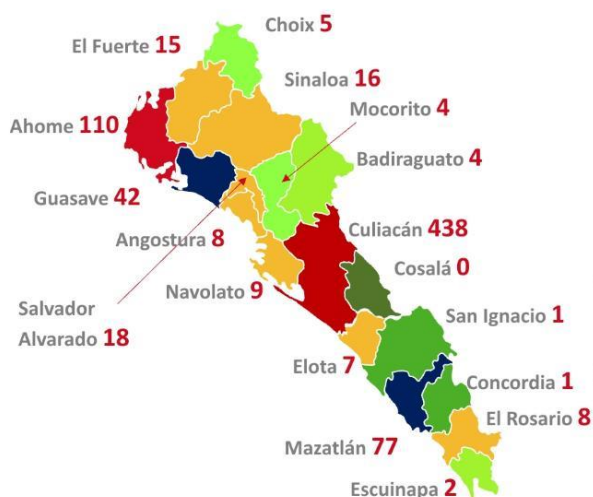 Choix 5
El Fuerte 15
Sinaloa 16
Mocorito 4
Ahome 110
Badiraguato 4
Guasave 42
Culiacán 438
Angostura 8
Cosalá 0
Navolato 9
Salvador
Alvarado 18
San Ignacio 1
Elota 7
Concordia 1
El Rosario 8
Mazatlán 77
Escuinapa 2